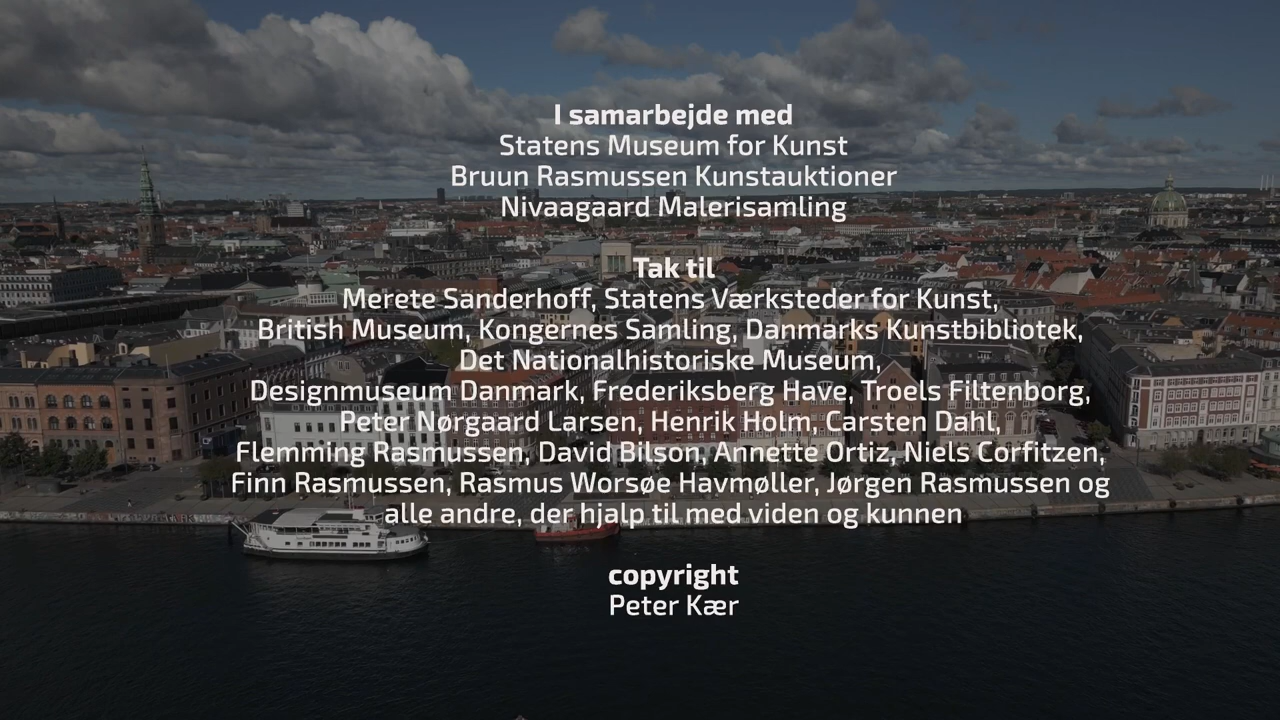 I samarbejde med
Statens Museum for Kunst
Bruun Rasmussen Kunstauktioner
Nivaagaard Malerisamling
Tak til
Merete Sanderhoff, Statens Værksteder for Kunst,
British Museum, Kongernes Samling, Danmarks Kunstbibliotek,
Det Nationalhistoriske Museum,
Designmuseum Danmark, Frederiksberg Have, Troels Filtenborg,
Peter Nørgaard Larsen, Henrik Holm, Carsten Dahl,
Flemming Rasmussen, David Bilson, Annette Ortiz, Niels Corfitzen,
Finn Rasmussen, Rasmus Worsøe Havmøller, Jørgen Rasmussen og
alle andre, der hjalp til med viden og kunnen
copyright
Peter Kær